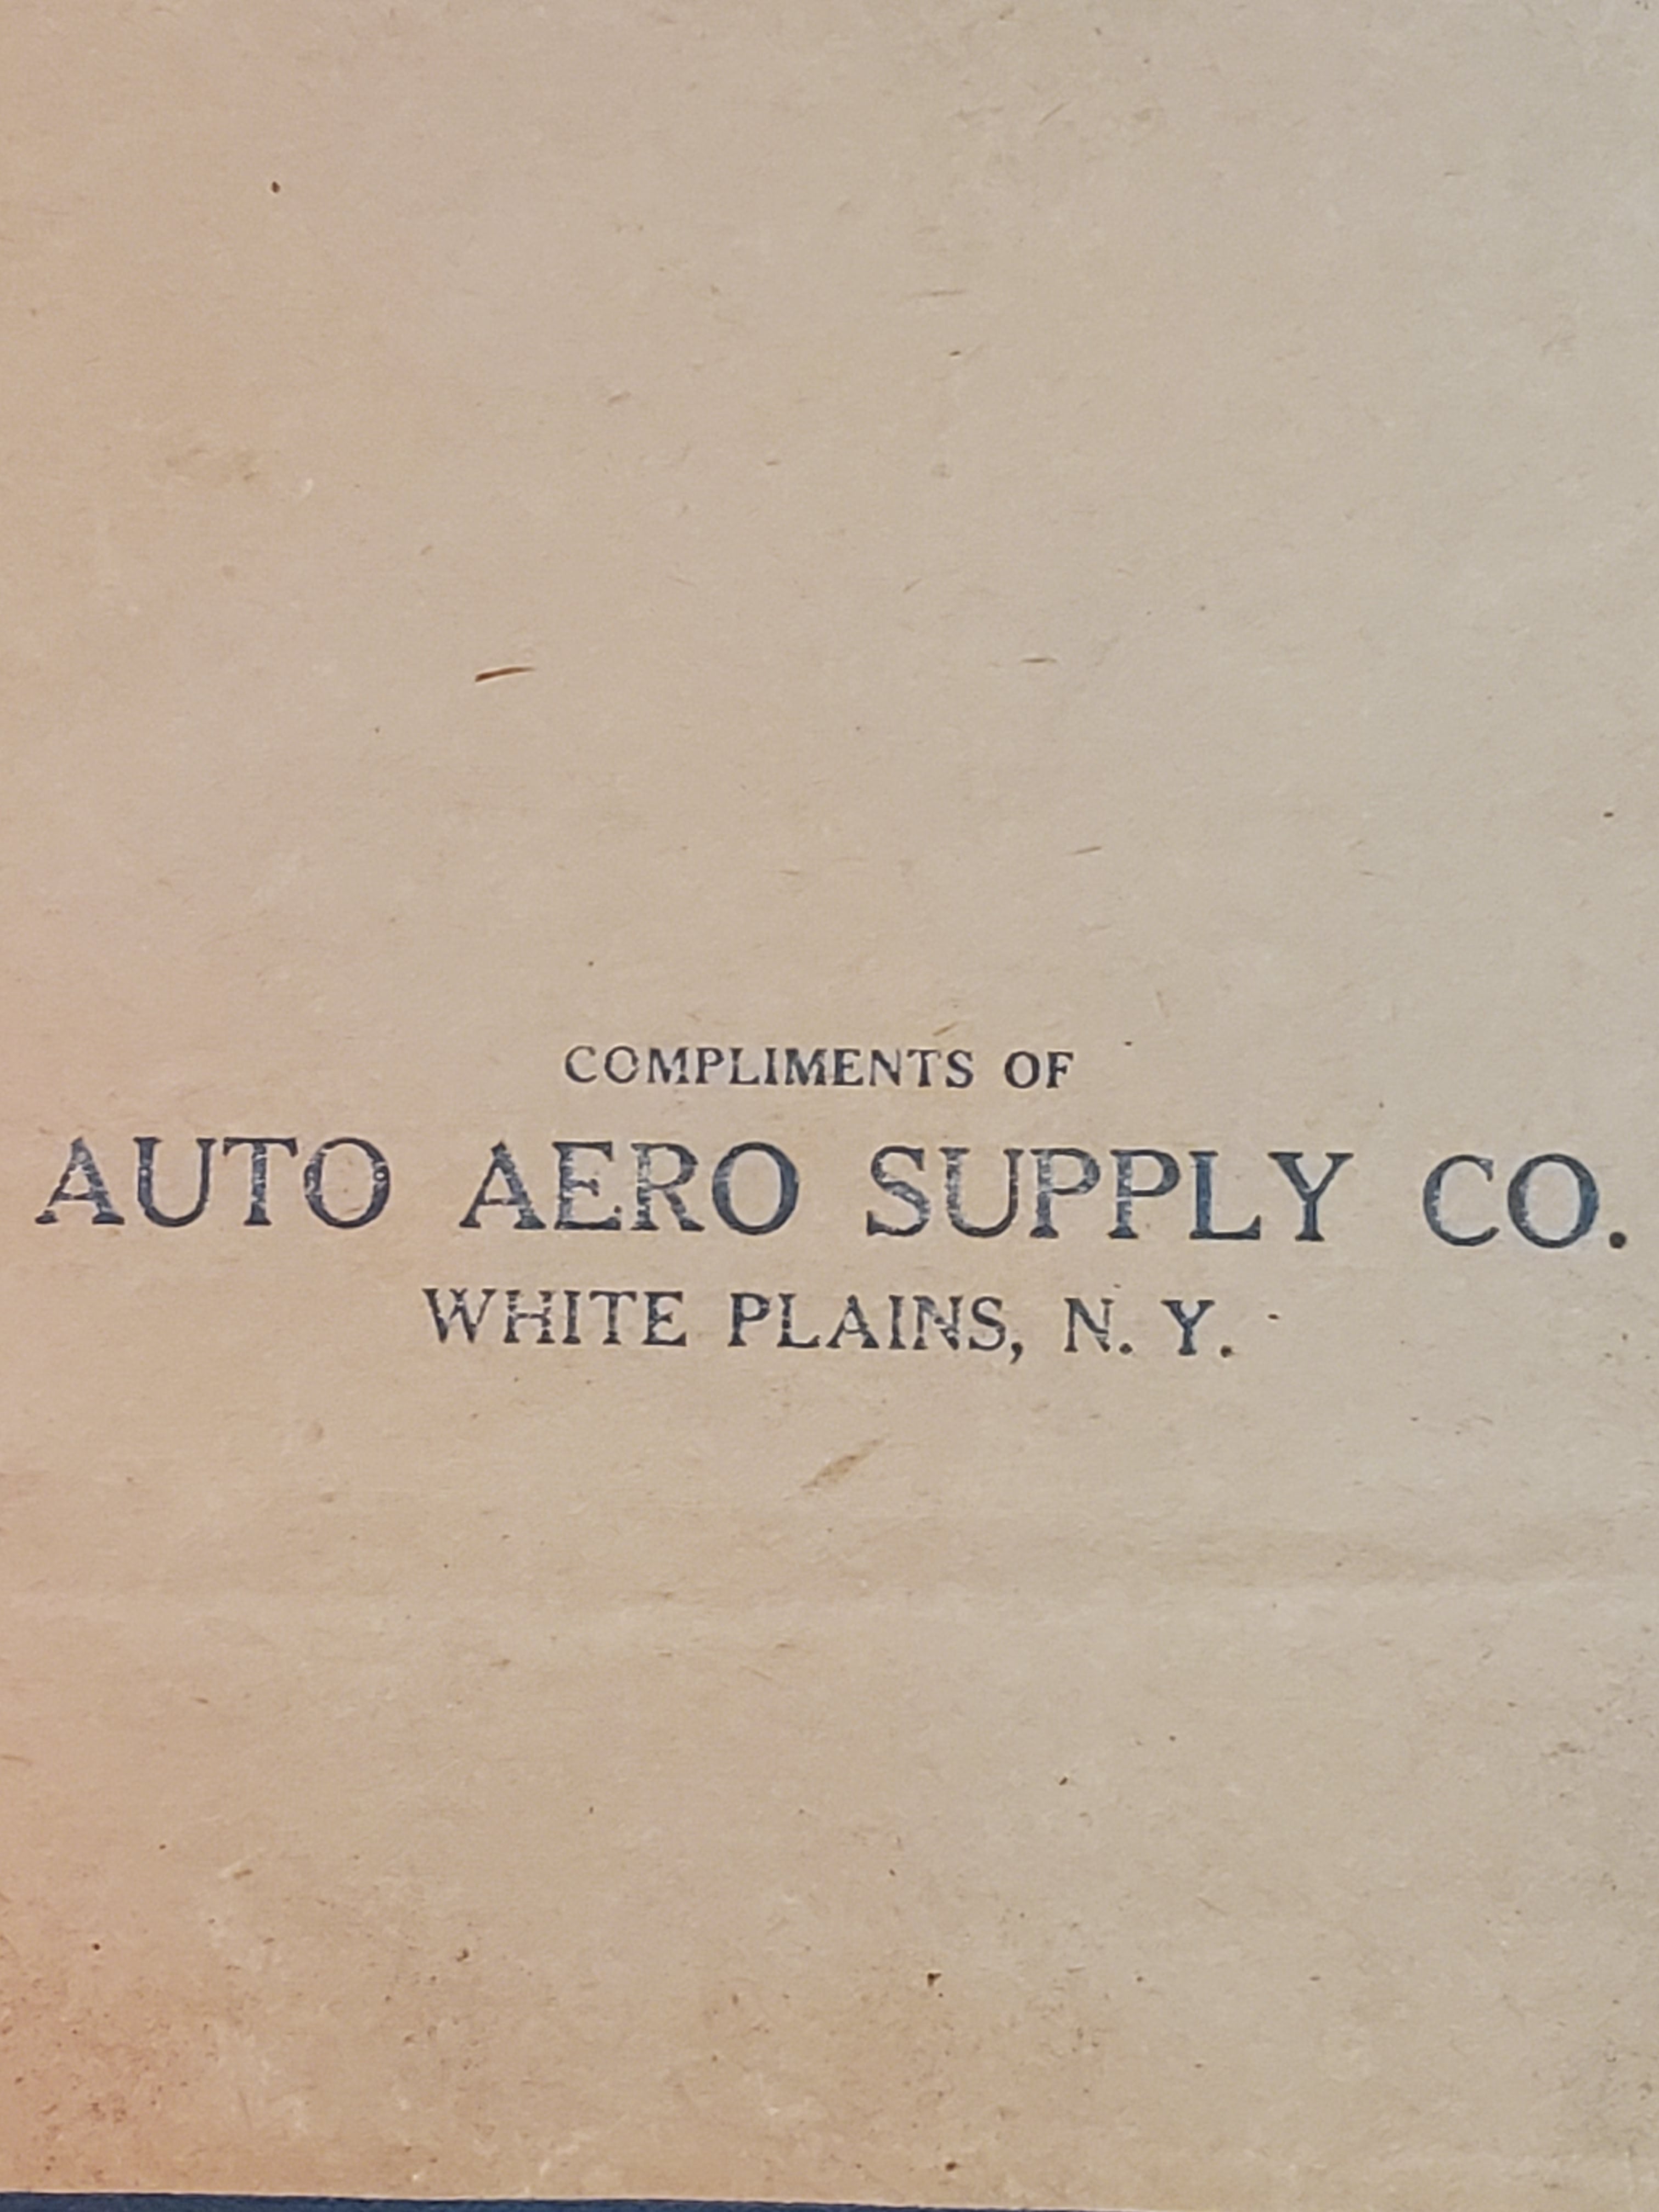 COMPLIMENTS OF
AUTO AERO SUPPLY CO.
WHITE PLAINS, N. Y.